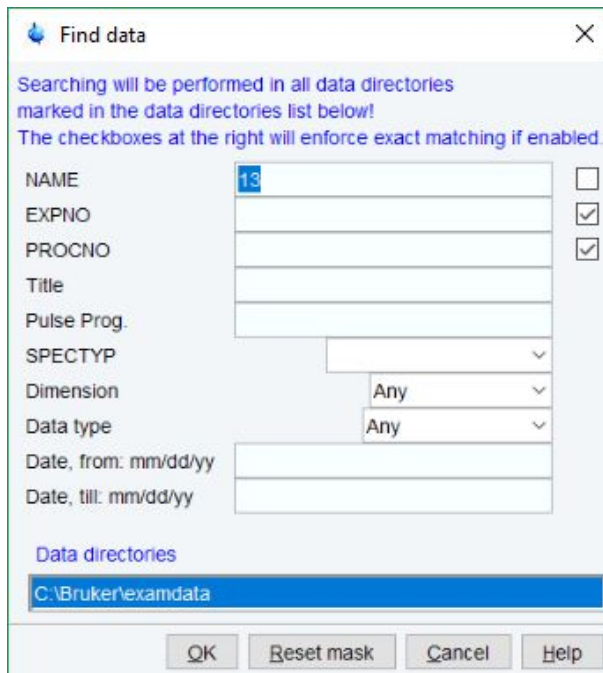 Find data
Searching will be performed in all data directories
marked in the data directories list below!
The checkboxes at the right will enforce exact matching if enabled.
NAME 13
EXPNO
PROCNO
Title
Pulse Prog.
SPECTYP
Dimension Any
Data type Any
Date, from: mm/dd/yy
Date, till: mm/dd/yy
Data directories
C:\Bruker\examdata
OK Reset mask Cancel Help